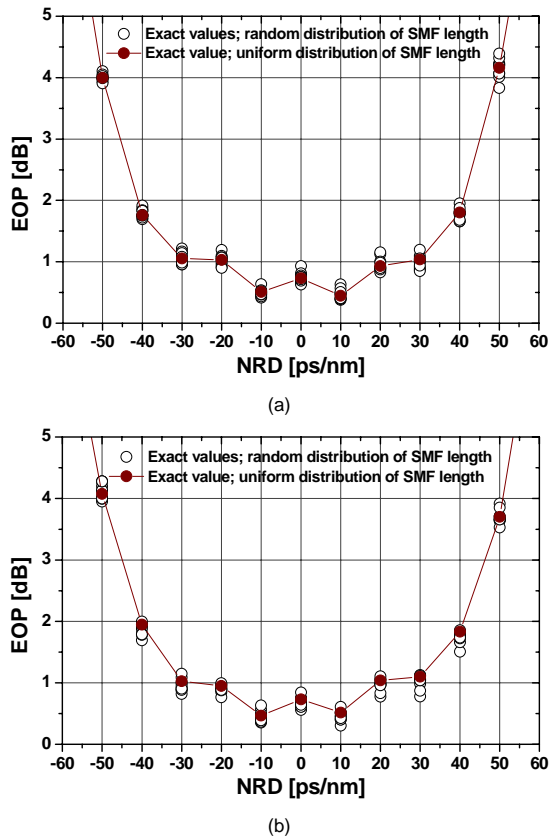 5
4
3
2
1
0
EOP [dB]
Exact values; random distribution of SMF length
Exact value; uniform distribution of SMF length
-60 -50 -40 -30 -20 -10 0 10 20 30 40 50 60
NRD [ps/nm]
(a)
5
4
3
2
1
0
EOP [dB]
Exact values; random distribution of SMF length
Exact value; uniform distribution of SMF length
-60 -50 -40 -30 -20 -10 0 10 20 30 40 50 60
NRD [ps/nm]
(b)